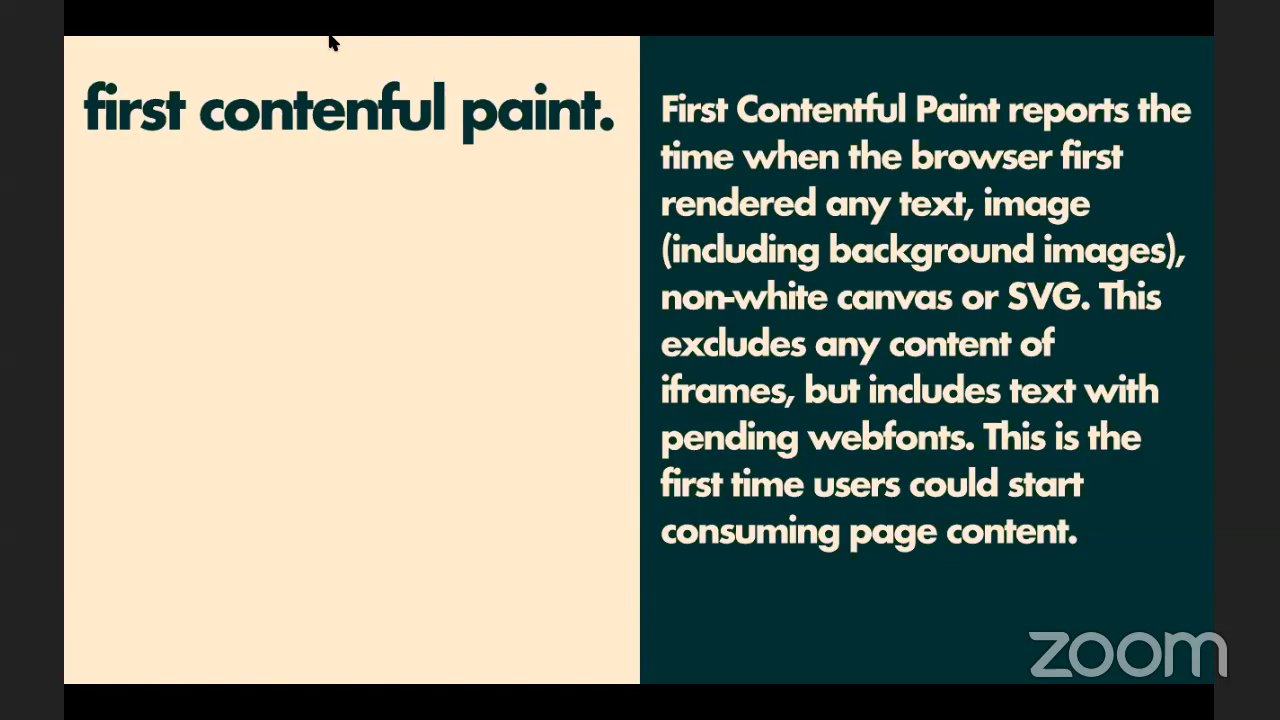 first contenful paint.
First Contentful Paint reports the
time when the browser first
rendered any text, image
(including background images),
non-white canvas or SVG. This
excludes any content of
iframes, but includes text with
pending webfonts. This is the
first time users could start
consuming page content.
zoom